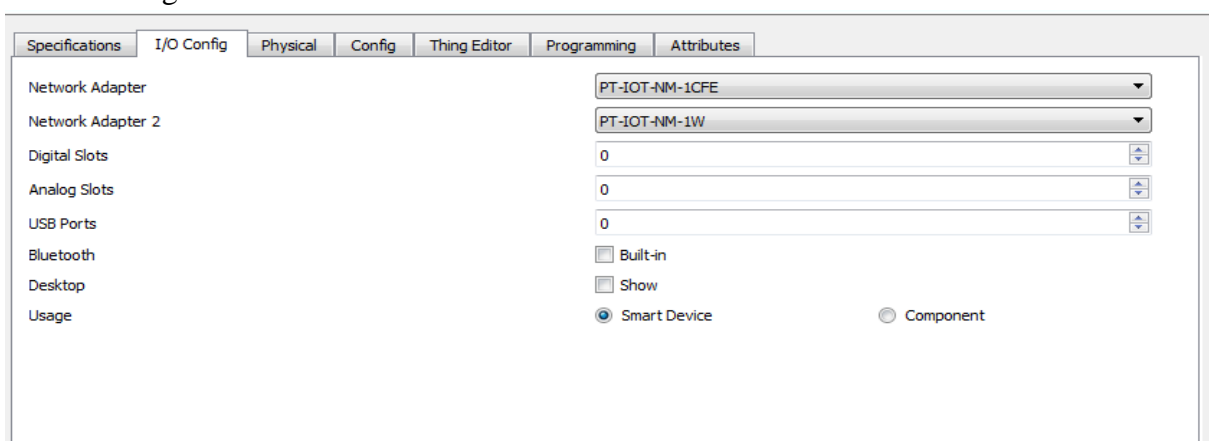 Specifications I/O Config Physical Config Thing Editor Programming Attributes
Network Adapter PT-IOT-NM-1CFE
Network Adapter 2 PT-IOT-NM-1W
Digital Slots 0
Analog Slots 0
USB Ports 0
Bluetooth Built-in
Desktop Show
Usage Smart Device Component